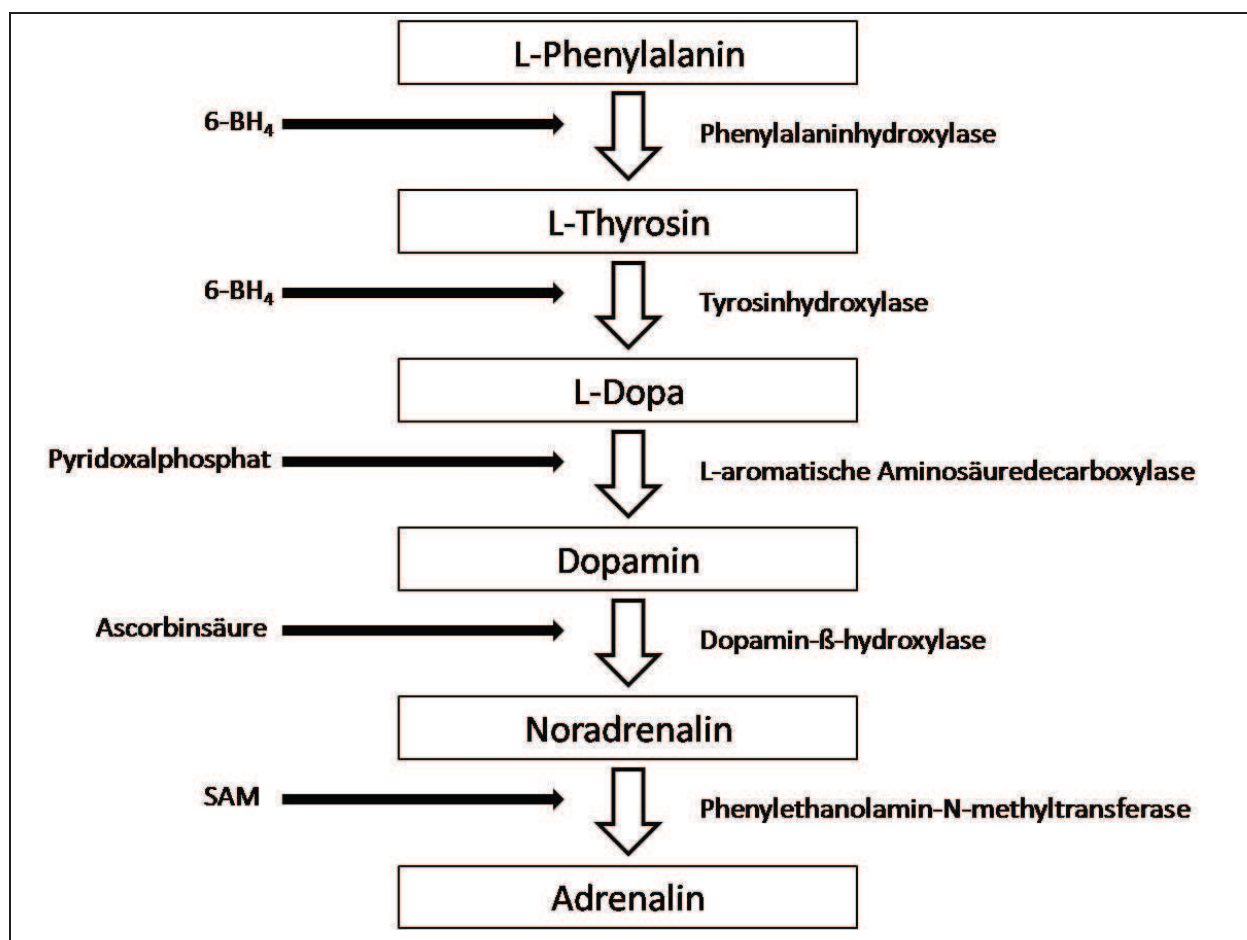 L-Phenylalanin
6-BH₄
Phenylalaninhydroxylase
L-Thyrosin
6-BH₄
Tyrosinhydroxylase
L-Dopa
Pyridoxalphosphat
L-aromatische Aminosäuredecarboxylase
Dopamin
Ascorbinsäure
Dopamin-ß-hydroxylase
Noradrenalin
SAM
Phenylethanolamin-N-methyltransferase
Adrenalin